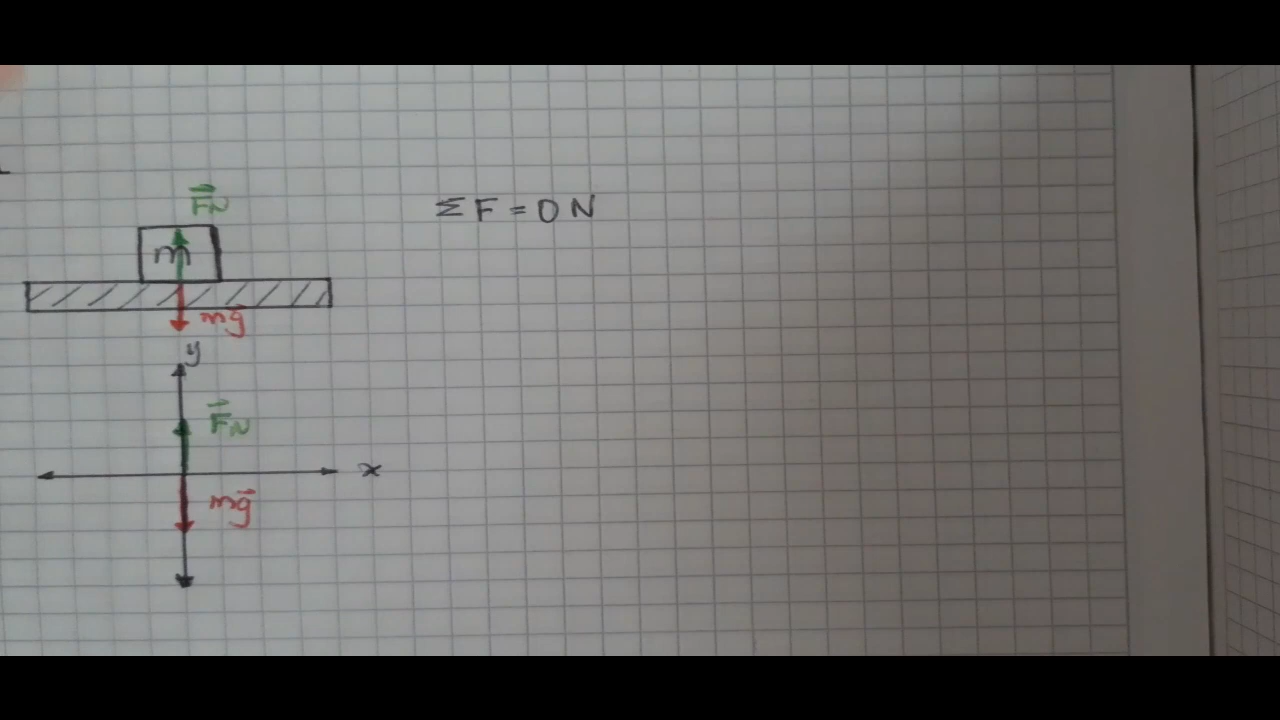 F⃗N
m
ΣF = 0 N
mg⃗
y
F⃗N
x
mg⃗